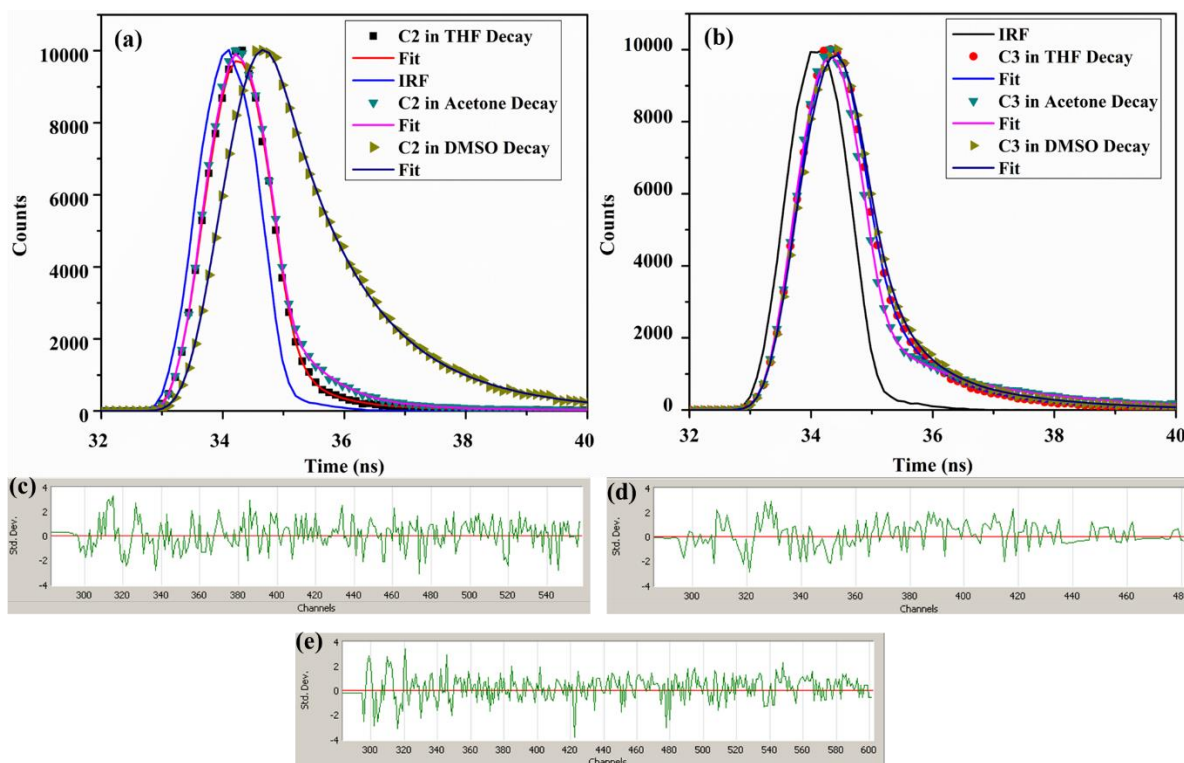 (a)
C2 in THF Decay
Fit
IRF
C2 in Acetone Decay
Fit
C2 in DMSO Decay
Fit
Counts
10000
8000
6000
4000
2000
0
32 34 36 38 40
Time (ns)
(b)
IRF
C3 in THF Decay
Fit
C3 in Acetone Decay
Fit
C3 in DMSO Decay
Fit
Counts
10000
8000
6000
4000
2000
0
32 34 36 38 40
Time (ns)
(c)
Std. Dev.
4
2
0
-2
-4
300 320 340 360 380 400 420 440 460 480 500 520 540
Channels
(d)
Std. Dev.
4
2
0
-2
-4
300 320 340 360 380 400 420 440 460 48
Channels
(e)
Std. Dev.
4
2
0
-2
-4
300 320 340 360 380 400 420 440 460 480 500 520 540 560 580 600
Channels